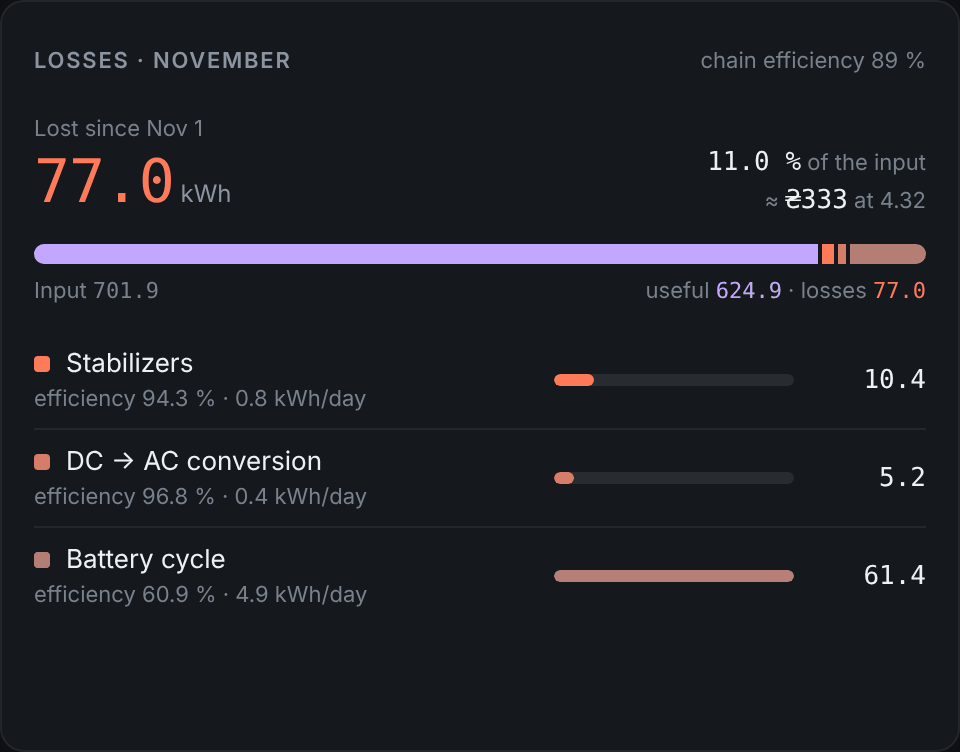 LOSSES · NOVEMBER
chain efficiency 89 %
Lost since Nov 1
77.0 kWh
11.0 % of the input
≈ ₴333 at 4.32
Input 701.9
useful 624.9 · losses 77.0
Stabilizers
efficiency 94.3 % · 0.8 kWh/day
10.4
DC → AC conversion
efficiency 96.8 % · 0.4 kWh/day
5.2
Battery cycle
efficiency 60.9 % · 4.9 kWh/day
61.4